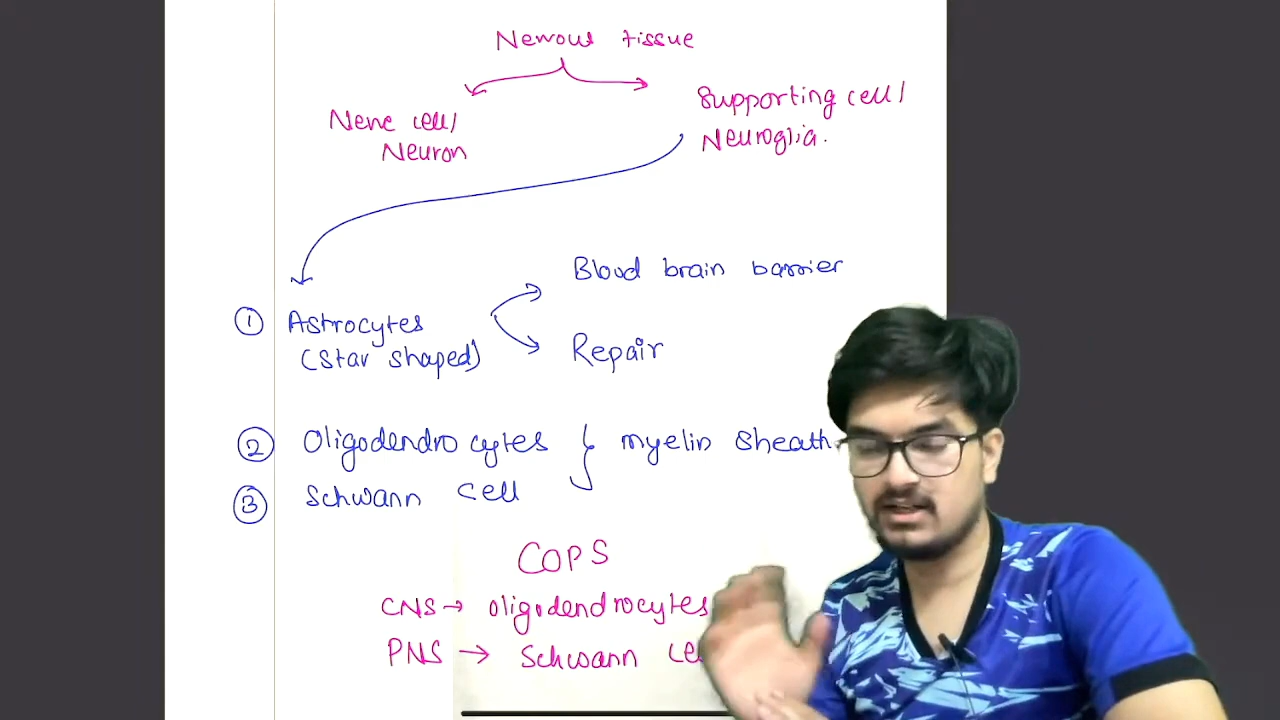 Nervous tissue
Nerve cell/
Neuron
Supporting cell/
Neuroglia.
① Astrocytes
(Star shaped)
Blood brain barrier
Repair
② Oligodendrocytes } myelin sheath.
③ Schwann cell
COPS
CNS → oligodendrocytes
PNS → Schwann ce